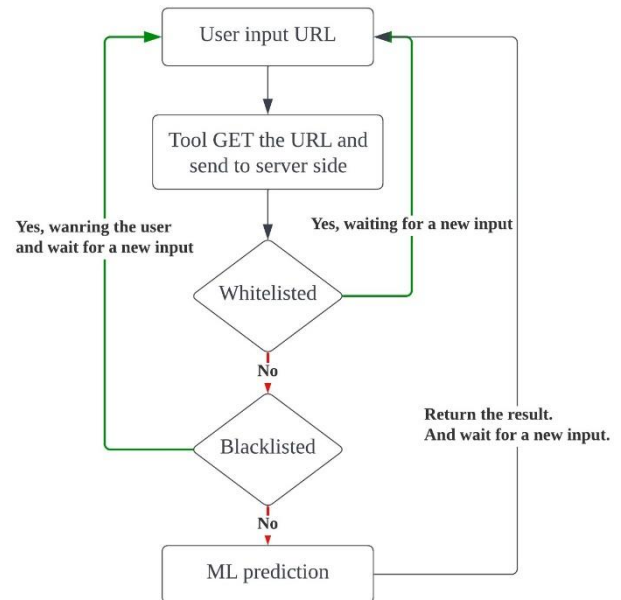 User input URL
Tool GET the URL and
send to server side
Yes, wanring the user
and wait for a new input
Yes, waiting for a new input
Whitelisted
No
Blacklisted
Return the result.
And wait for a new input.
No
ML prediction